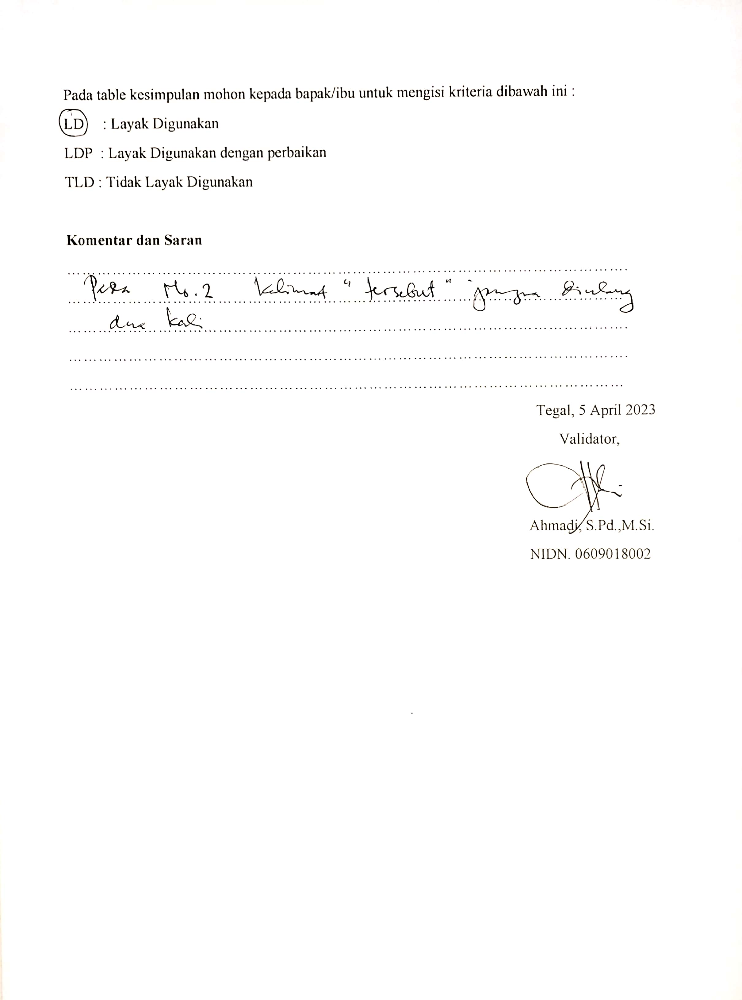 Pada table kesimpulan mohon kepada bapak/ibu untuk mengisi kriteria dibawah ini :
LD : Layak Digunakan
LDP : Layak Digunakan dengan perbaikan
TLD : Tidak Layak Digunakan
Komentar dan Saran
Pada No. 2 kalimat "tersebut" jangan diulang
dua kali
Tegal, 5 April 2023
Validator,
Ahmadi, S.Pd.,M.Si.
NIDN. 0609018002